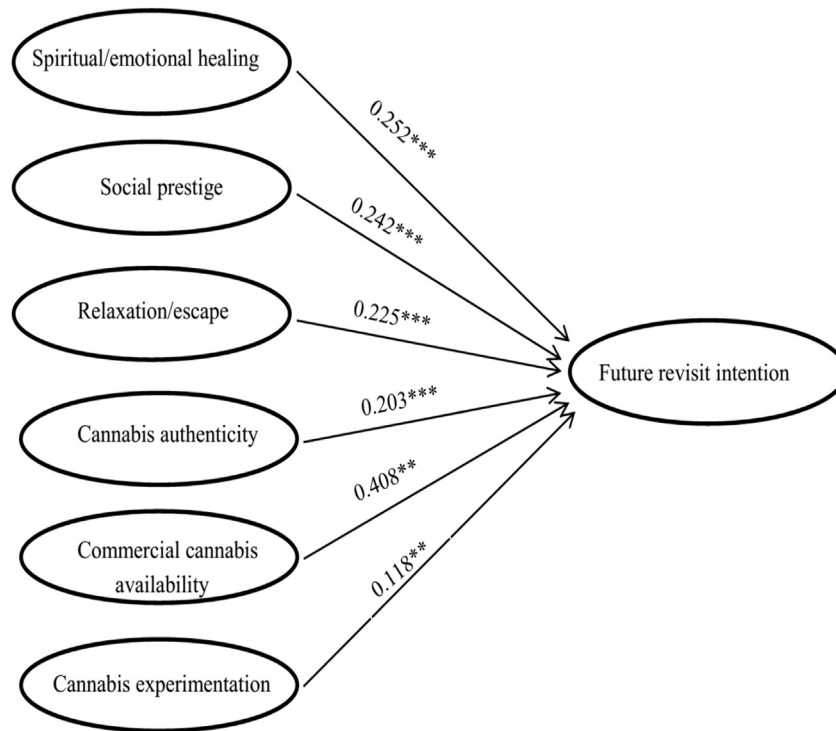 Spiritual/emotional healing
0.252***
Social prestige
0.242***
Relaxation/escape
0.225***
Future revisit intention
Cannabis authenticity
0.203***
Commercial cannabis
availability
0.408**
Cannabis experimentation
0.118**